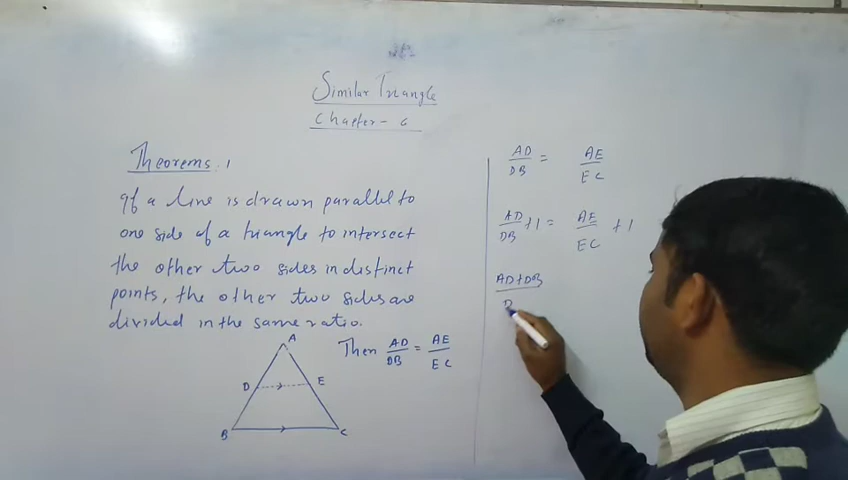 Similar Triangle
Chapter - 6
Theorems: 1
If a line is drawn parallel to
one side of a triangle to intersect
the other two sides in distinct
points, the other two sides are
divided in the same ratio.
Then AD/DB = AE/EC
A
D E
B C
AD/DB = AE/EC
AD/DB + 1 = AE/EC + 1
AD+DB/D